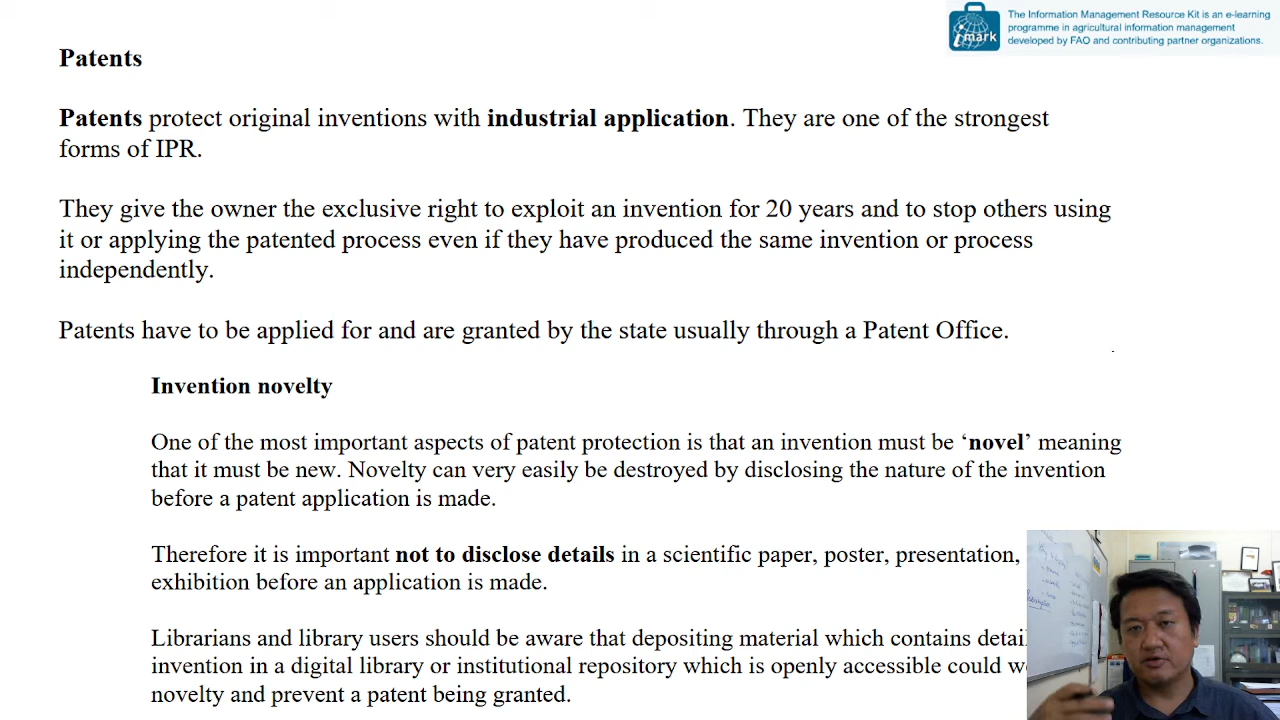 The Information Management Resource Kit is an e-learning
programme in agricultural information management
developed by FAO and contributing partner organizations.
imark
Patents
Patents protect original inventions with industrial application. They are one of the strongest
forms of IPR.
They give the owner the exclusive right to exploit an invention for 20 years and to stop others using
it or applying the patented process even if they have produced the same invention or process
independently.
Patents have to be applied for and are granted by the state usually through a Patent Office.
Invention novelty
One of the most important aspects of patent protection is that an invention must be ‘novel’ meaning
that it must be new. Novelty can very easily be destroyed by disclosing the nature of the invention
before a patent application is made.
Therefore it is important not to disclose details in a scientific paper, poster, presentation,
exhibition before an application is made.
Librarians and library users should be aware that depositing material which contains detai
invention in a digital library or institutional repository which is openly accessible could w
novelty and prevent a patent being granted.